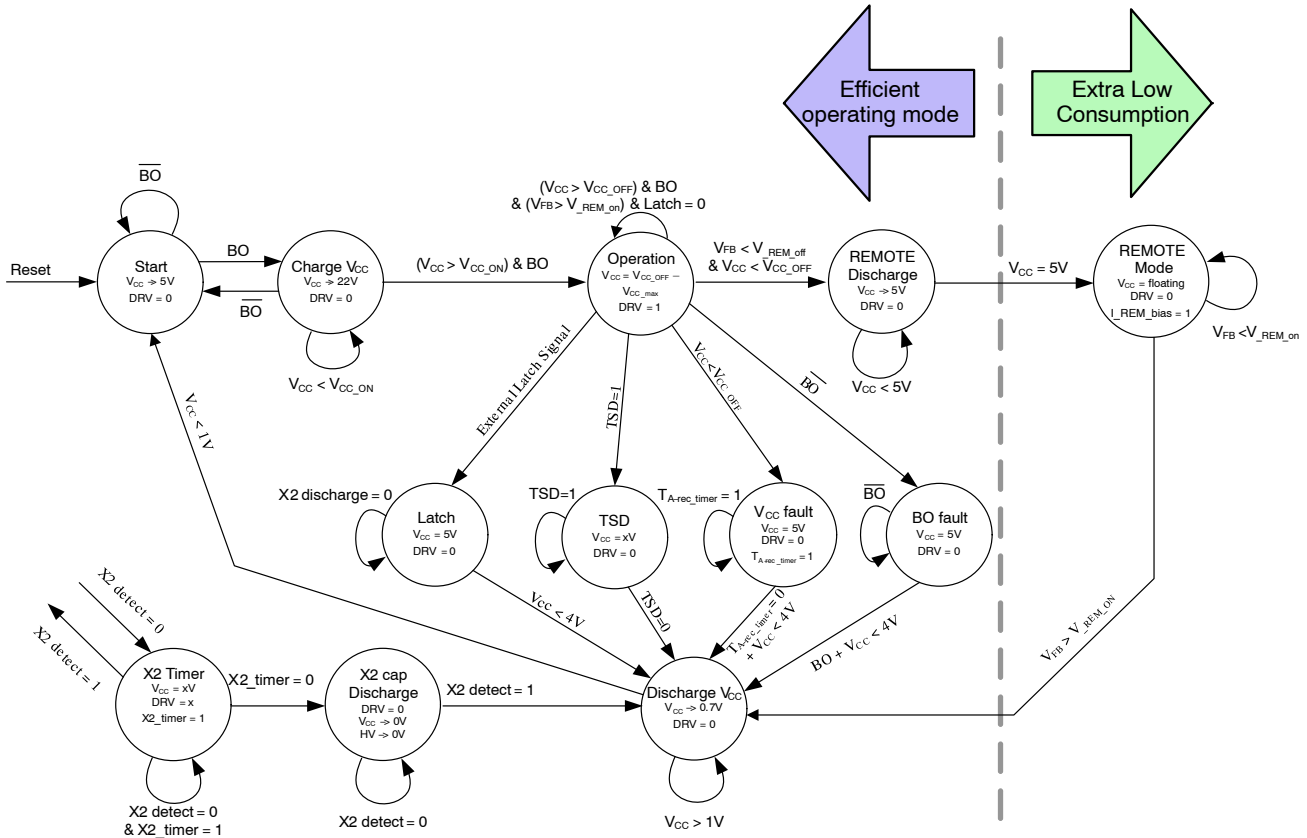 Efficient
operating mode
Extra Low
Consumption
B̅O̅
(VCC > VCC_OFF) & BO
& (VFB > V_REM_on) & Latch = 0
Reset
Start
VCC → 5V
DRV = 0
BO
B̅O̅
Charge VCC
VCC → 22V
DRV = 0
VCC < VCC_ON
(VCC > VCC_ON) & BO
Operation
VCC = VCC_OFF −
VCC_max
DRV = 1
VFB < V_REM_off
& VCC < VCC_OFF
REMOTE
Discharge
VCC → 5V
DRV = 0
VCC < 5V
VCC = 5V
REMOTE
Mode
VCC = floating
DRV = 0
I_REM_bias = 1
VFB < V_REM_on
VCC < 1V
External Latch Signal
TSD=1
VCC < VCC_OFF
B̅O̅
X2 discharge = 0
Latch
VCC = 5V
DRV = 0
TSD=1
TSD
VCC = xV
DRV = 0
TA-rec_timer = 1
VCC fault
VCC = 5V
DRV = 0
TA-rec_timer = 1
B̅O̅
BO fault
VCC = 5V
DRV = 0
VCC < 4V
TSD=0
TA-rec_timer = 0
+ VCC < 4V
BO + VCC < 4V
VFB > V_REM_ON
X2 detect = 0
X2 detect = 1
X2 Timer
VCC = xV
DRV = x
X2_timer = 1
X2_timer = 0
X2 cap
Discharge
DRV = 0
VCC → 0V
HV → 0V
X2 detect = 1
Discharge VCC
VCC → 0.7V
DRV = 0
X2 detect = 0
& X2_timer = 1
X2 detect = 0
VCC > 1V